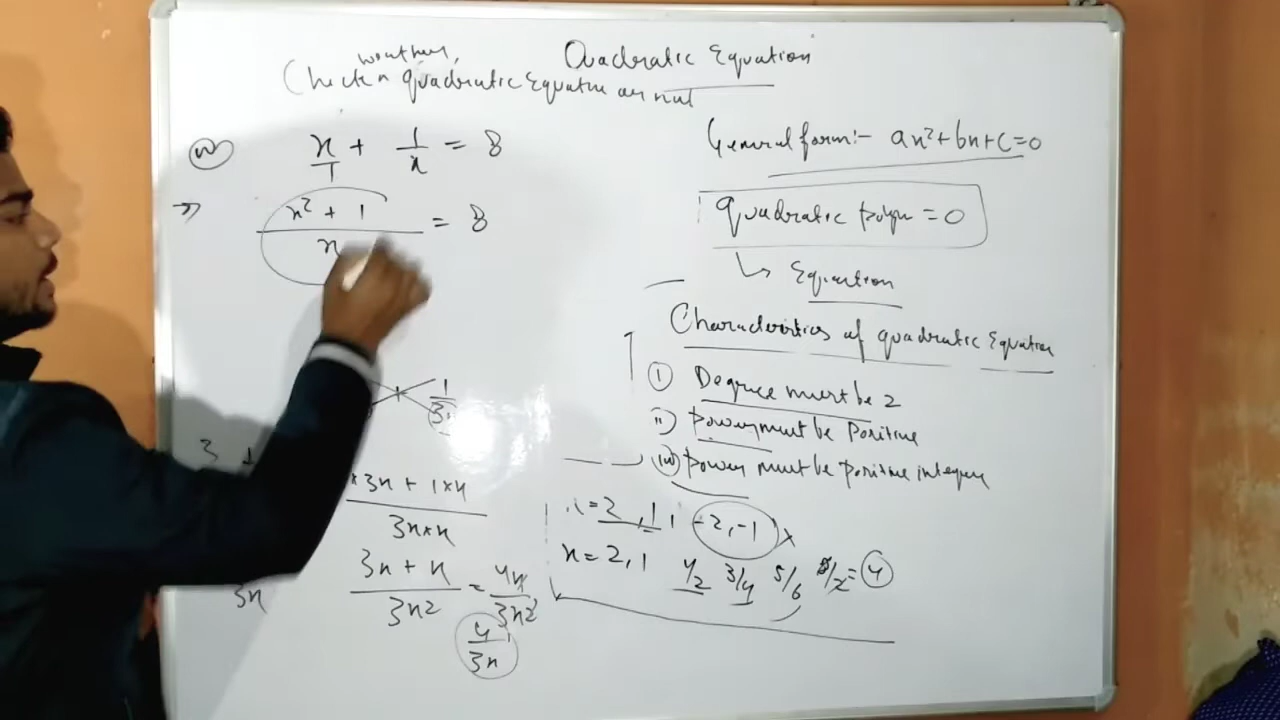 Quadratic Equation
Check quadratic Equation or not
x/1 + 1/x = 8
x² + 1 / x = 8
General form:- ax²+bx+c=0
quadratic polyn = 0
↳ Equation
Characteristics of quadratic Equation
(i) Degree must be 2
ii) Power must be Positive
(iii) Power must be positive integer
= 2, 1, -2, -1 ×
x = 2, 1 4/2 3/4 5/6 8/2 = 4
1/3x
×3x + 1×x / 3x×x
3x + x / 3x2 = 4x / 3x2
3x
4/3x